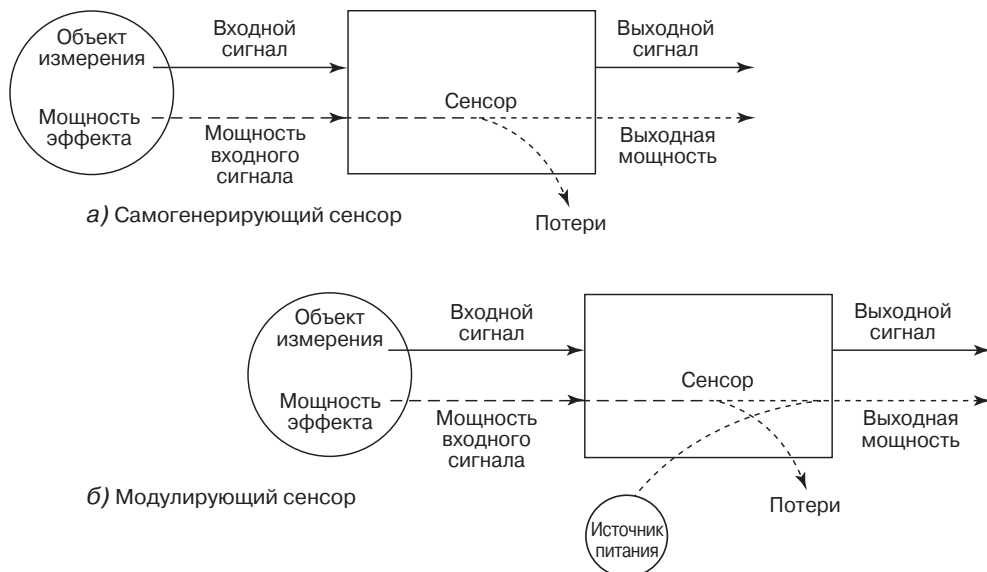 Объект
измерения
Входной
сигнал
Выходной
сигнал
Сенсор
Мощность
эффекта
Мощность
входного
сигнала
Выходная
мощность
Потери
а) Самогенерирующий сенсор
Объект
измерения
Входной
сигнал
Выходной
сигнал
Сенсор
Мощность
эффекта
Мощность
входного
сигнала
Выходная
мощность
Потери
б) Модулирующий сенсор
Источник
питания